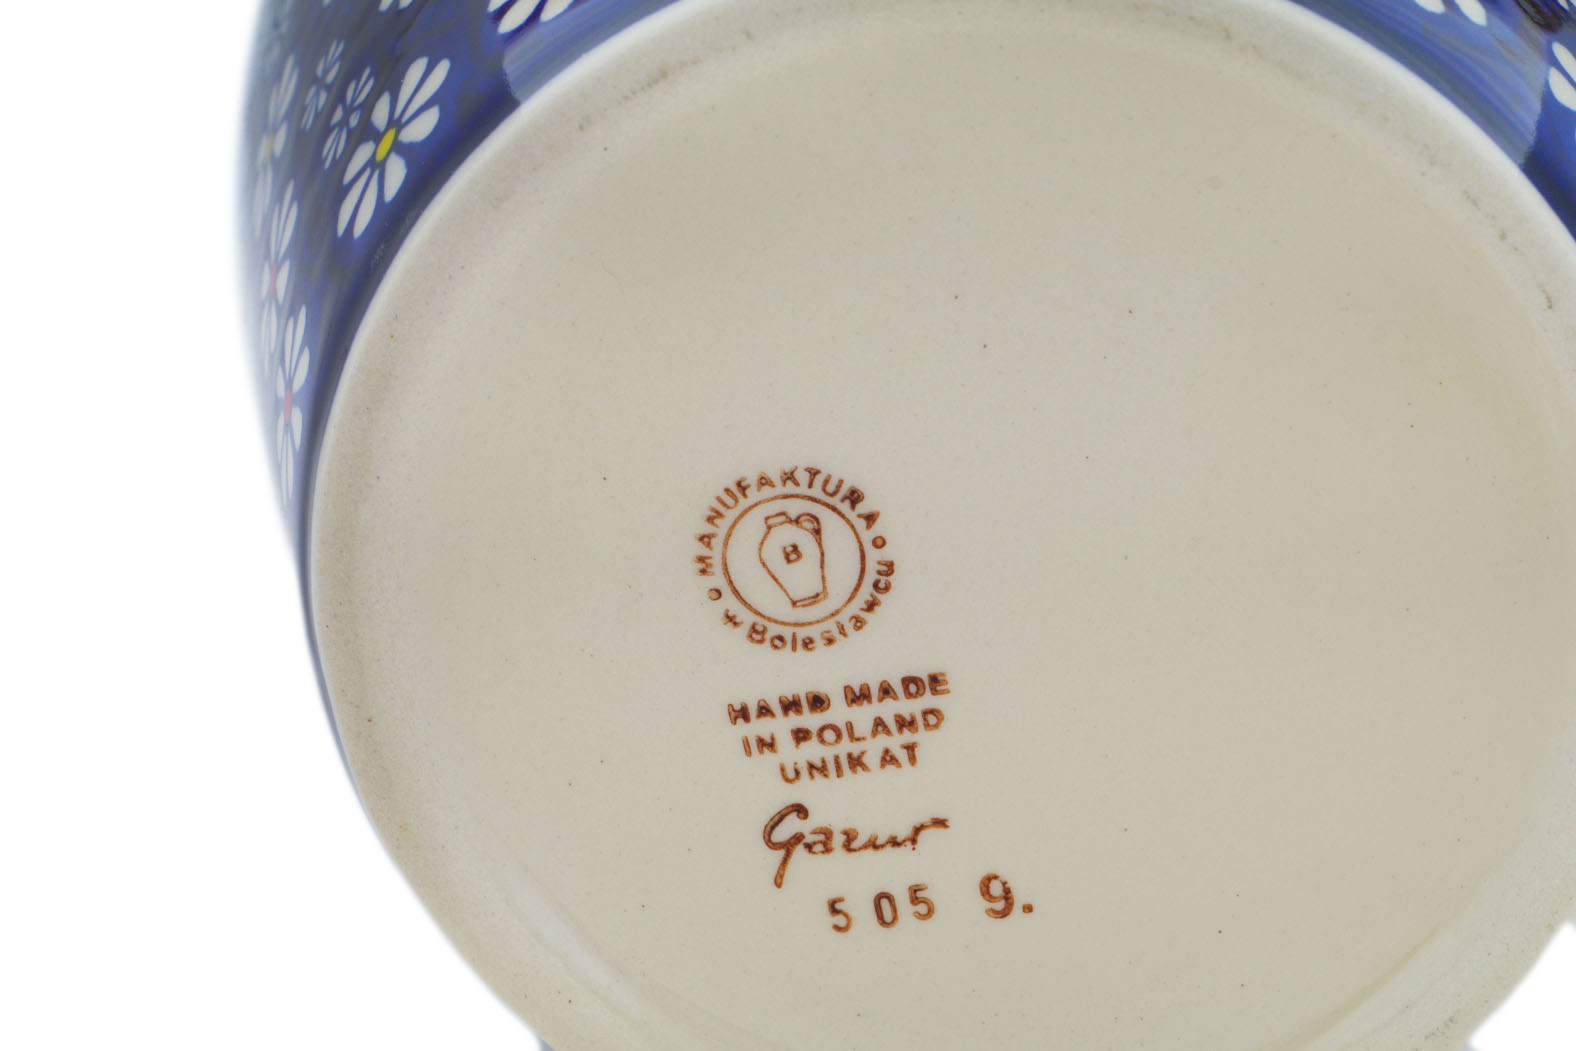 MANUFAKTURA
w Bolesławcu
B
HAND MADE
IN POLAND
UNIKAT
Gazur
505 9.